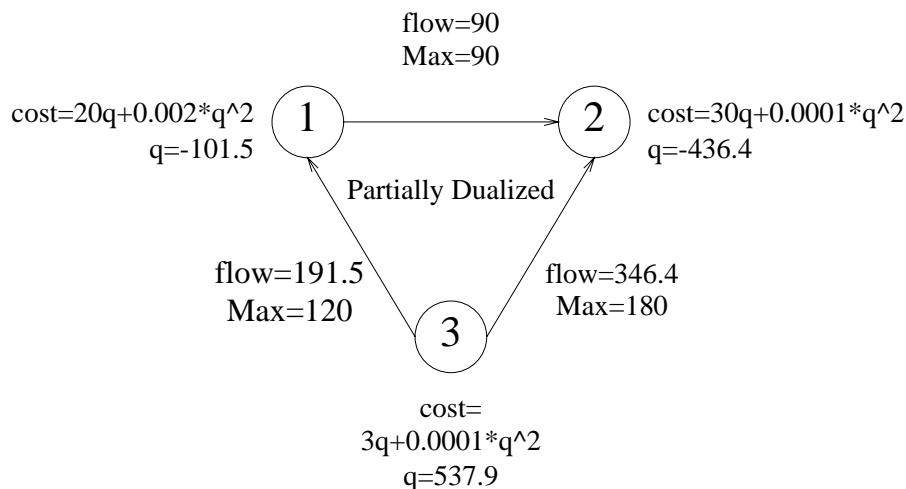 flow=90
Max=90
1
2
cost=20q+0.002*q^2
q=-101.5
cost=30q+0.0001*q^2
q=-436.4
Partially Dualized
flow=191.5
Max=120
flow=346.4
Max=180
3
cost=
3q+0.0001*q^2
q=537.9